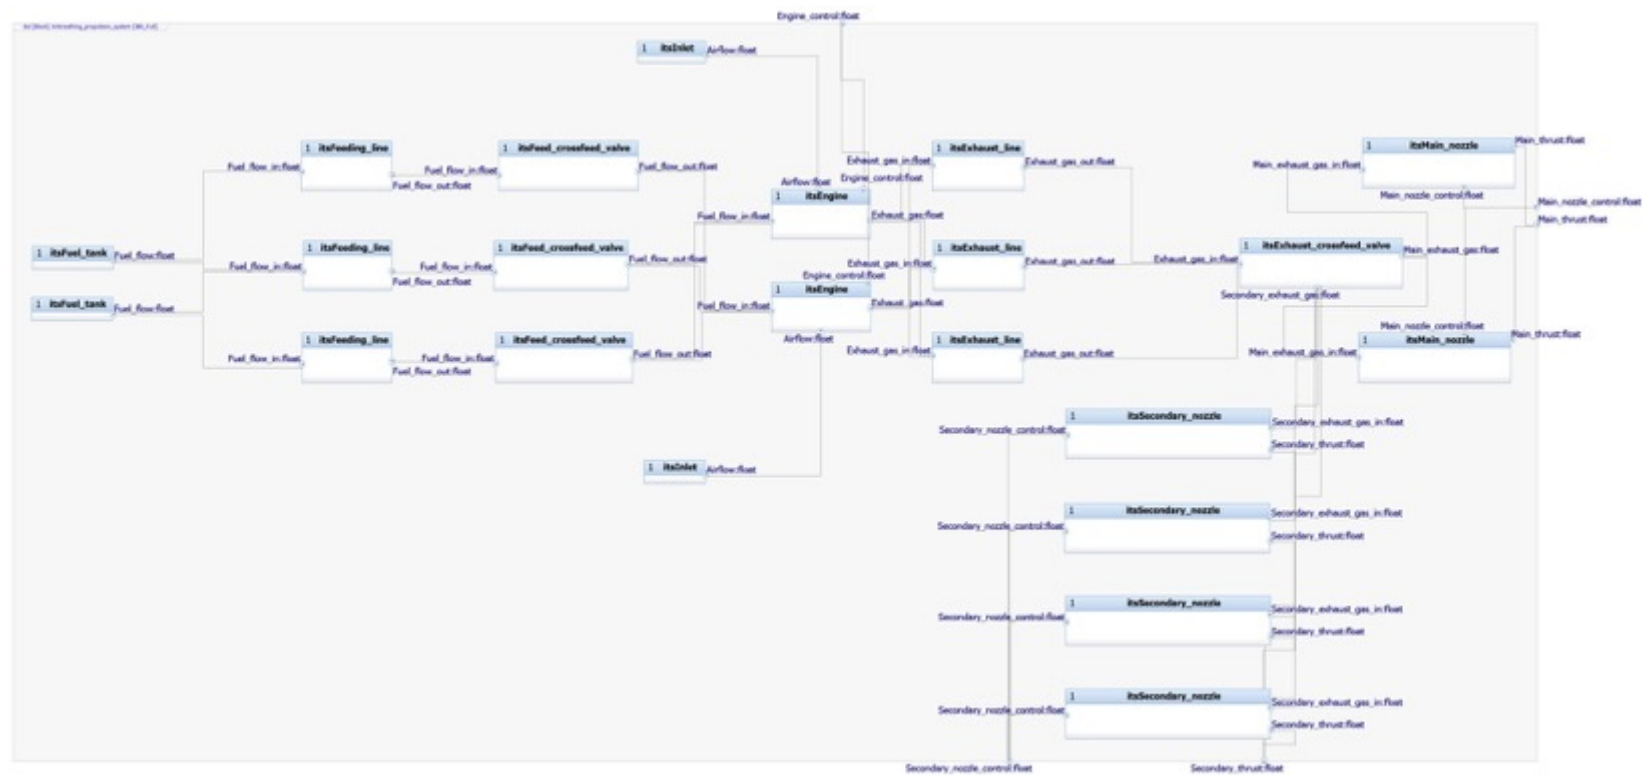 Engine_control:float
1 itsInlet
Airflow:float
1 itsFeeding_line
Fuel_flow_in:float
Fuel_flow_out:float
1 itsFeed_crossfeed_valve
Fuel_flow_in:float
Fuel_flow_out:float
Airflow:float
Engine_control:float
1 itsEngine
Fuel_flow_in:float
Exhaust_gas:float
1 itsExhaust_line
Exhaust_gas_in:float
Exhaust_gas_out:float
1 itsMain_nozzle
Main_thrust:float
Main_exhaust_gas_in:float
Main_nozzle_control:float
Main_nozzle_control:float
Main_thrust:float
1 itsFuel_tank
Fuel_flow:float
1 itsFeeding_line
Fuel_flow_in:float
Fuel_flow_out:float
1 itsFeed_crossfeed_valve
Fuel_flow_in:float
Fuel_flow_out:float
1 itsExhaust_line
Exhaust_gas_in:float
Exhaust_gas_out:float
1 itsExhaust_crossfeed_valve
Exhaust_gas_in:float
Main_exhaust_gas:float
Secondary_exhaust_gas:float
1 itsFuel_tank
Fuel_flow:float
Engine_control:float
1 itsEngine
Fuel_flow_in:float
Exhaust_gas:float
Airflow:float
1 itsFeeding_line
Fuel_flow_in:float
Fuel_flow_out:float
1 itsFeed_crossfeed_valve
Fuel_flow_in:float
Fuel_flow_out:float
1 itsExhaust_line
Exhaust_gas_in:float
Exhaust_gas_out:float
Main_nozzle_control:float
1 itsMain_nozzle
Main_thrust:float
Main_exhaust_gas_in:float
1 itsSecondary_nozzle
Secondary_nozzle_control:float
Secondary_exhaust_gas_in:float
Secondary_thrust:float
1 itsInlet
Airflow:float
1 itsSecondary_nozzle
Secondary_nozzle_control:float
Secondary_exhaust_gas_in:float
Secondary_thrust:float
1 itsSecondary_nozzle
Secondary_nozzle_control:float
Secondary_exhaust_gas_in:float
Secondary_thrust:float
1 itsSecondary_nozzle
Secondary_nozzle_control:float
Secondary_exhaust_gas_in:float
Secondary_thrust:float
Secondary_nozzle_control:float
Secondary_thrust:float